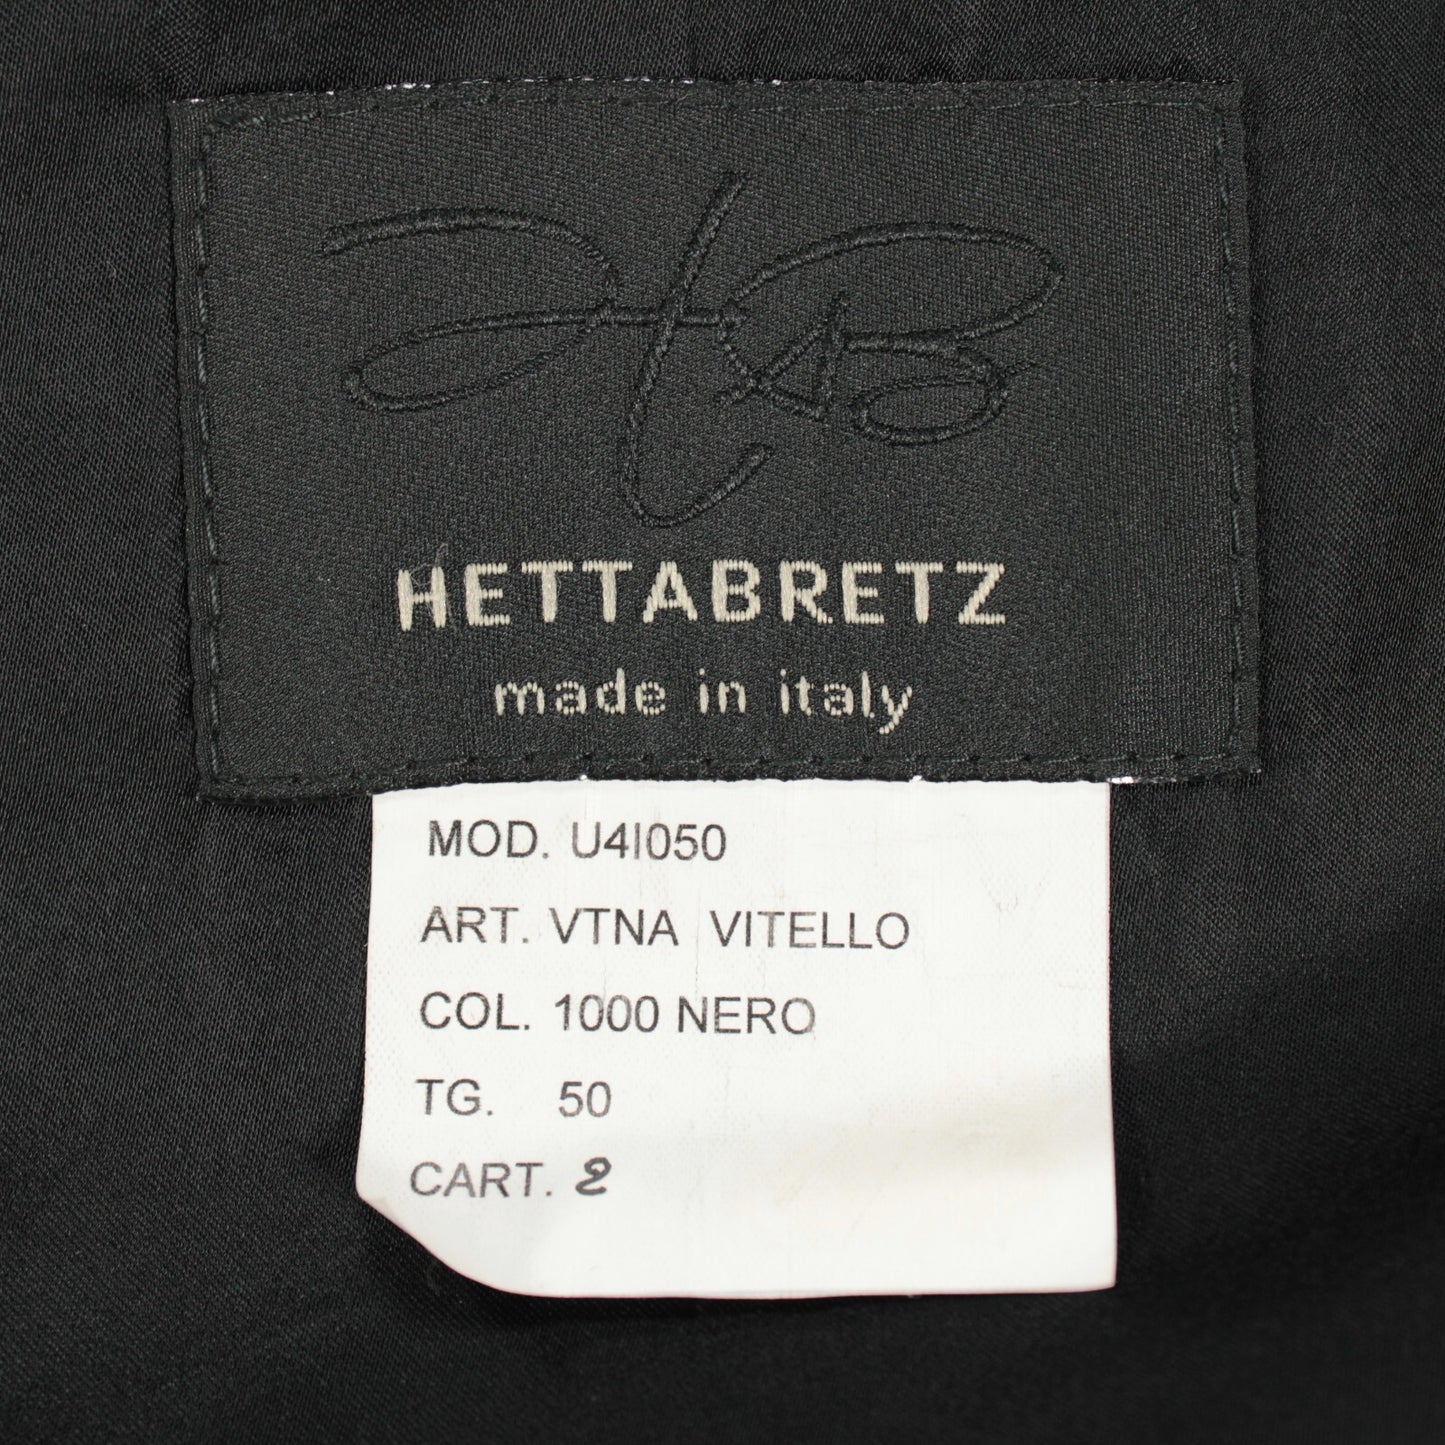 HETTABRETZ
made in italy
MOD. U4I050
ART. VTNA VITELLO
COL. 1000 NERO
TG. 50
CART. 2